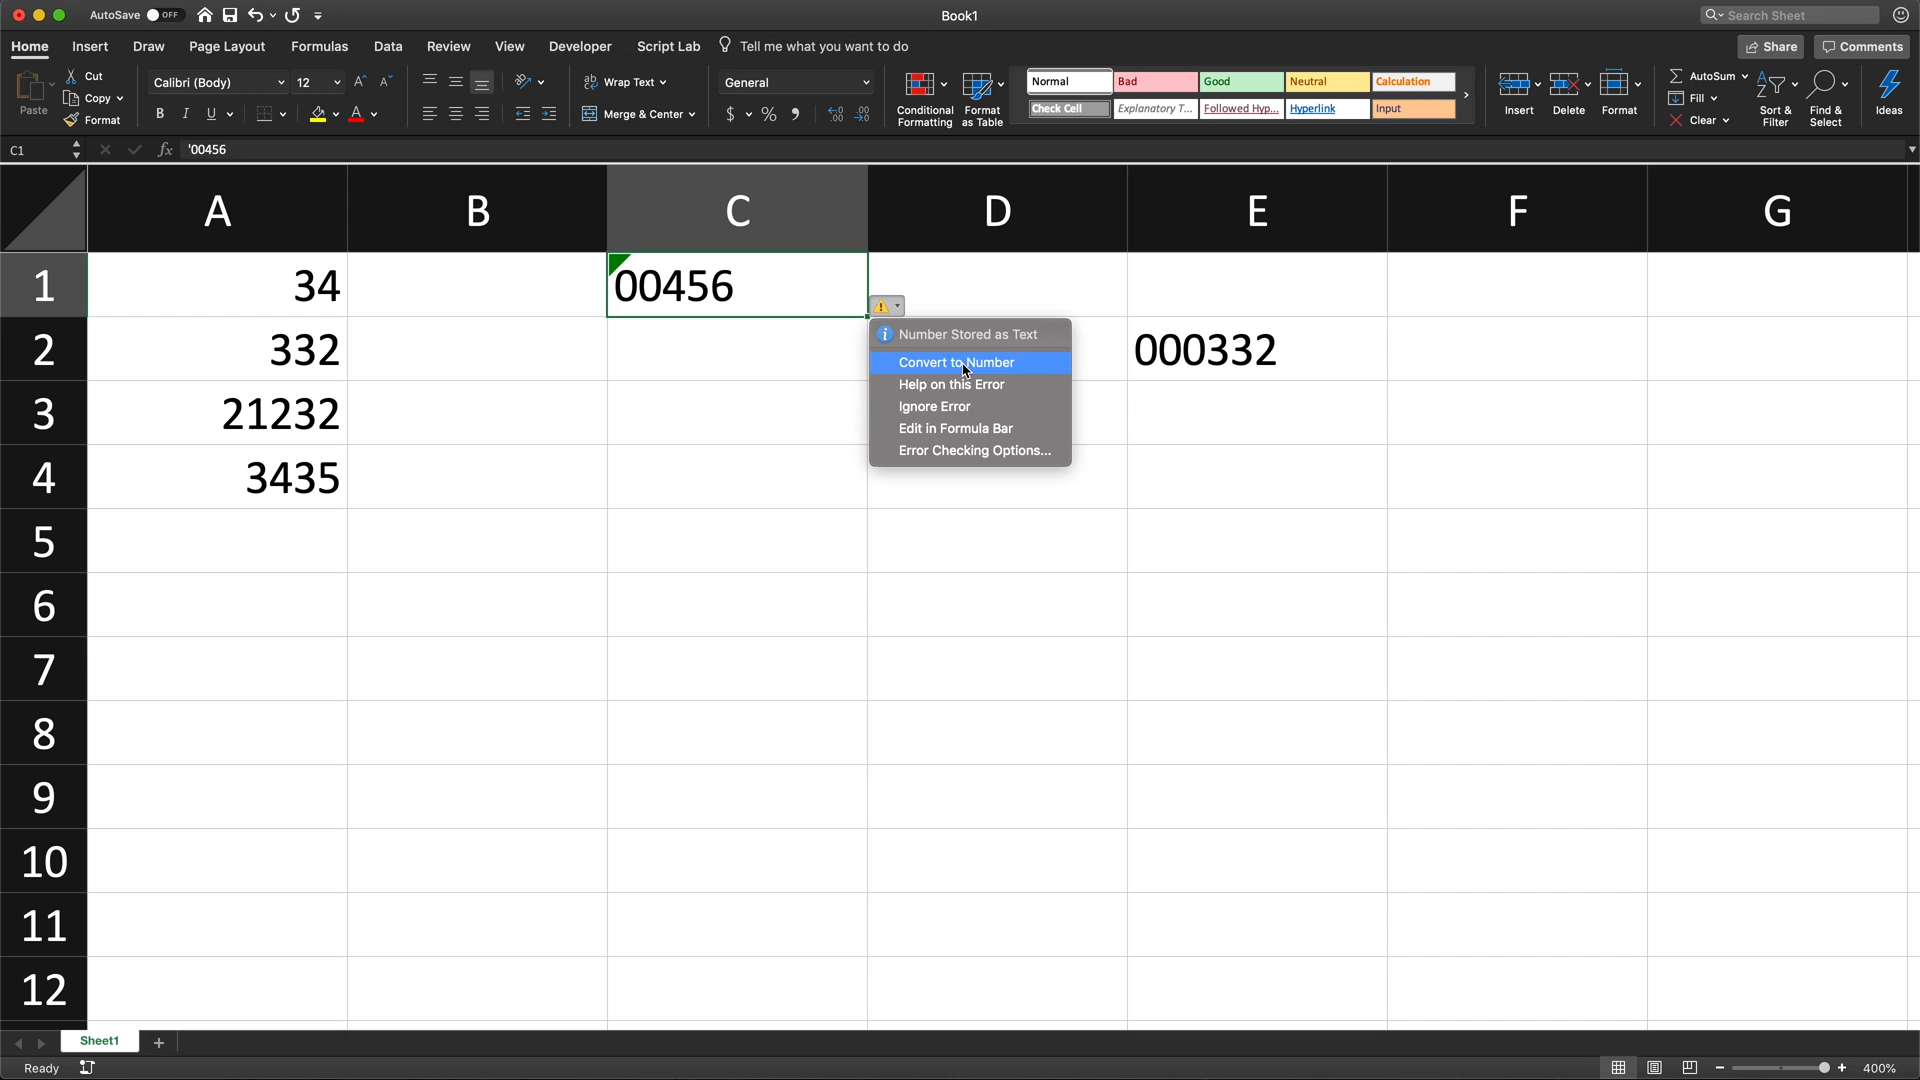 AutoSave OFF Book1 Search Sheet
Home Insert Draw Page Layout Formulas Data Review View Developer Script Lab Tell me what you want to do Share Comments
Paste Cut Copy Format
Calibri (Body) 12
B I U A
Wrap Text
Merge & Center
General
$ %
Conditional Formatting
Format as Table
Normal Bad Good Neutral Calculation
Check Cell Explanatory T... Followed Hyp... Hyperlink Input
Insert Delete Format
AutoSum
Fill
Clear
Sort & Filter
Find & Select
Ideas
C1 fx '00456
A B C D E F G
1 34 00456
2 332 000332
3 21232
4 3435
5
6
7
8
9
10
11
12
Number Stored as Text
Convert to Number
Help on this Error
Ignore Error
Edit in Formula Bar
Error Checking Options...
Sheet1 +
Ready 400%